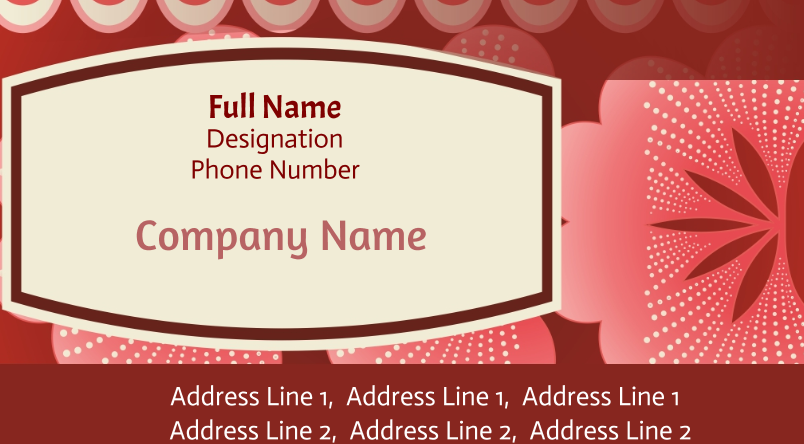 Full Name
Designation
Phone Number
Company Name
Address Line 1, Address Line 1, Address Line 1
Address Line 2, Address Line 2, Address Line 2